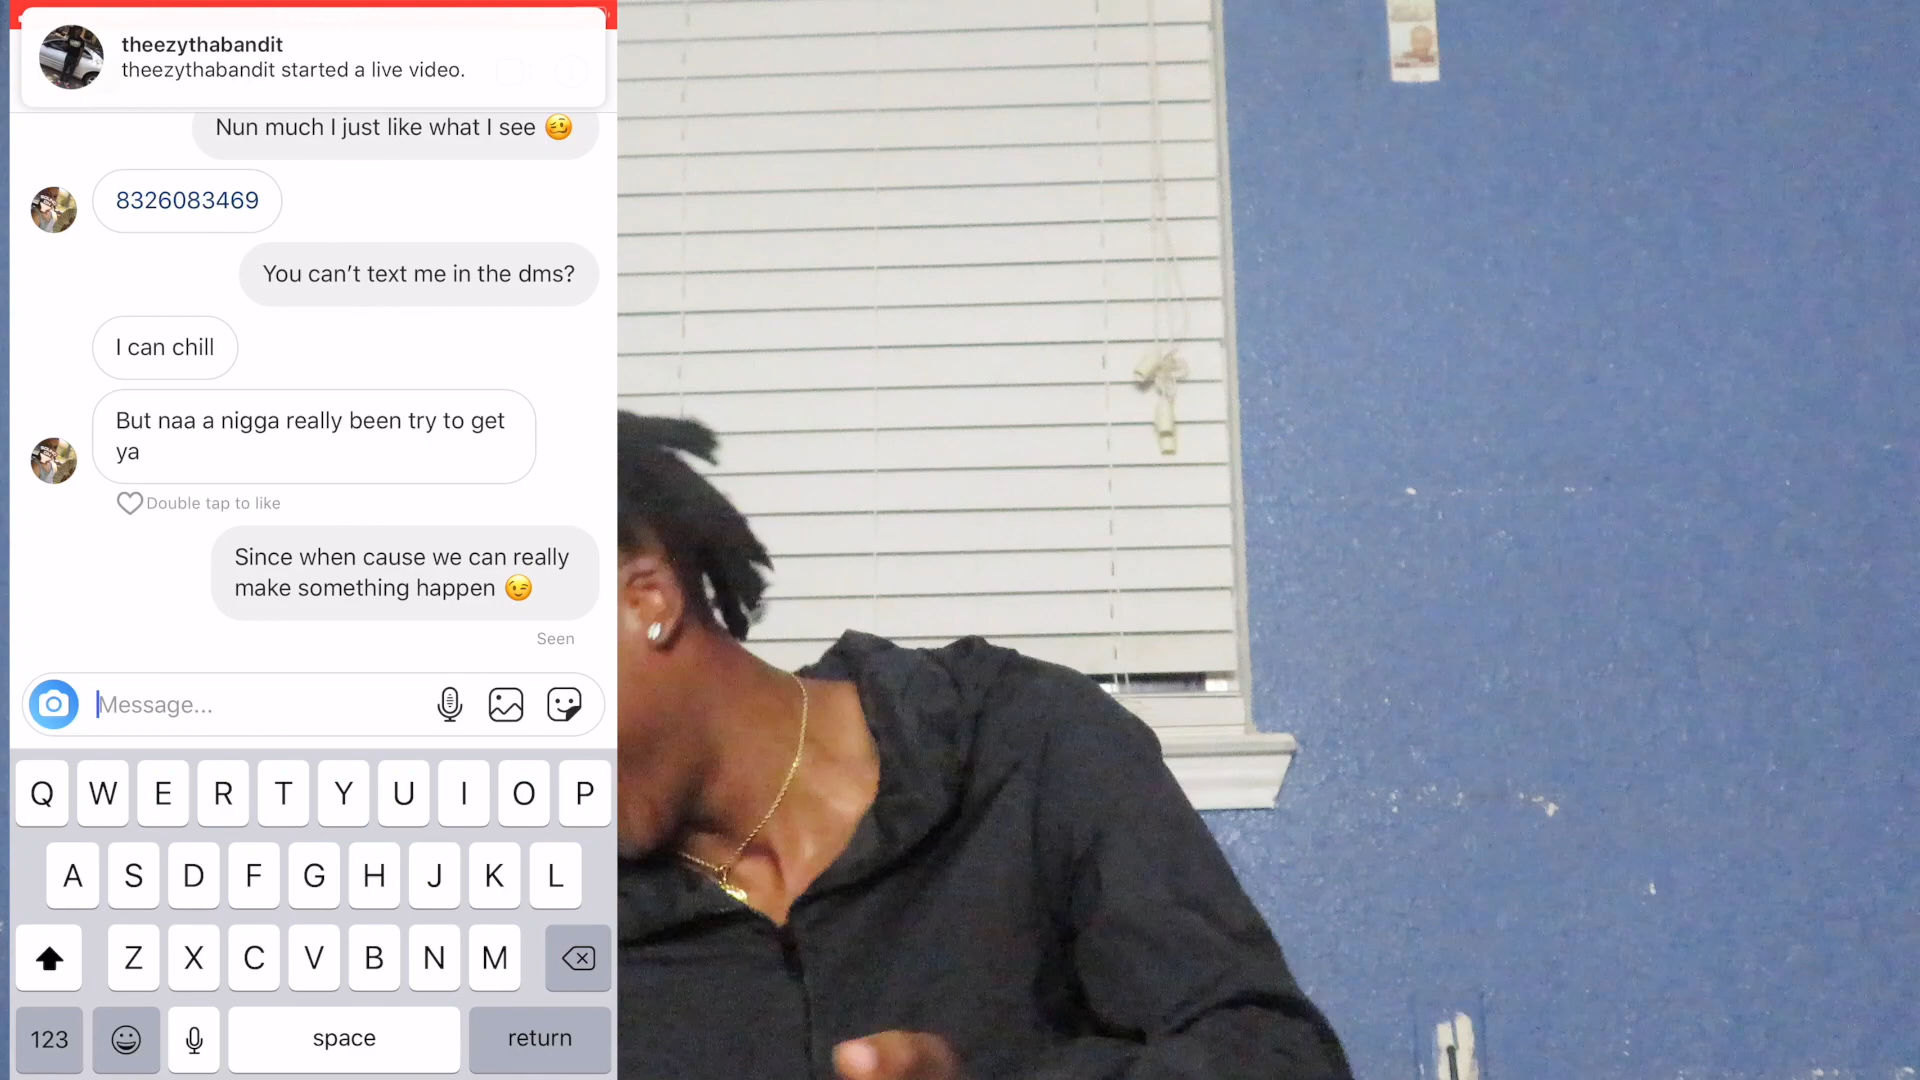 theezythabandit
theezythabandit started a live video.
Nun much I just like what I see 🥴
8326083469
You can’t text me in the dms?
I can chill
But naa a nigga really been try to get
ya
Double tap to like
Since when cause we can really
make something happen 😉
Seen
Message...
Q W E R T Y U I O P
A S D F G H J K L
Z X C V B N M
123 space return